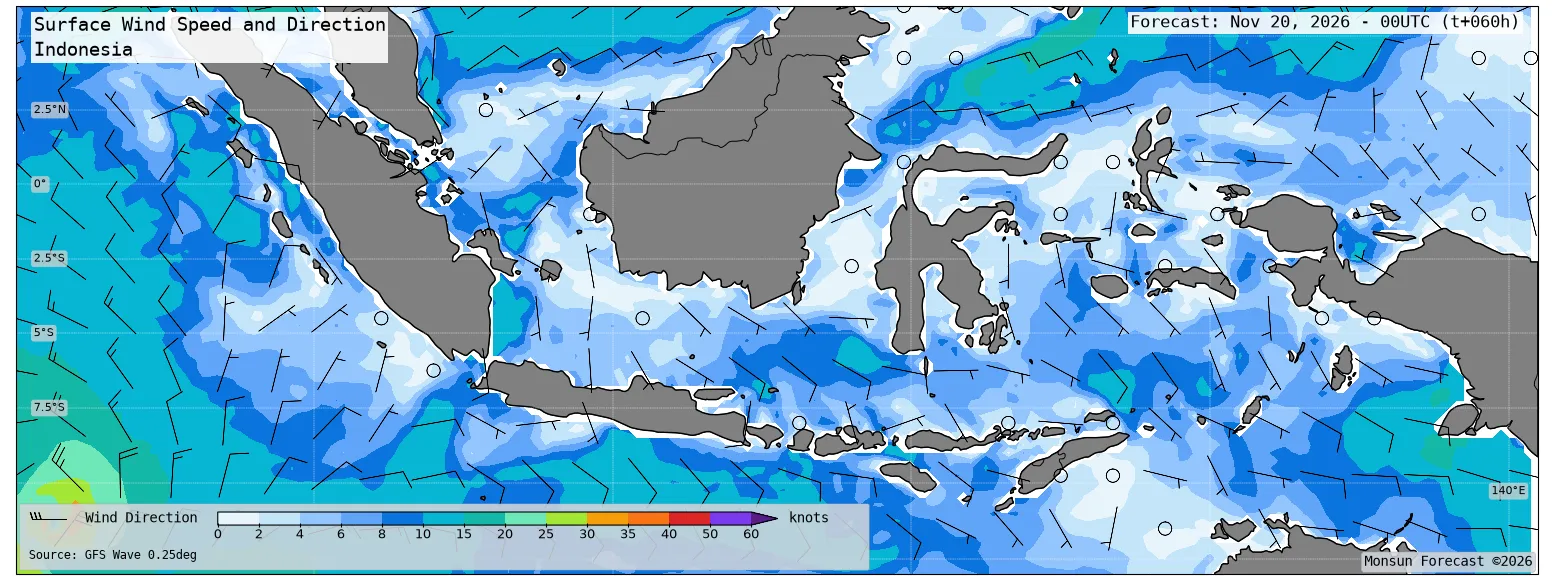 Surface Wind Speed and Direction
Indonesia
Forecast: Nov 20, 2026 - 00UTC (t+060h)
2.5°N
0°
2.5°S
5°S
7.5°S
140°E
Wind Direction
0 2 4 6 8 10 15 20 25 30 35 40 50 60
knots
Source: GFS Wave 0.25deg
Monsun Forecast ©2026